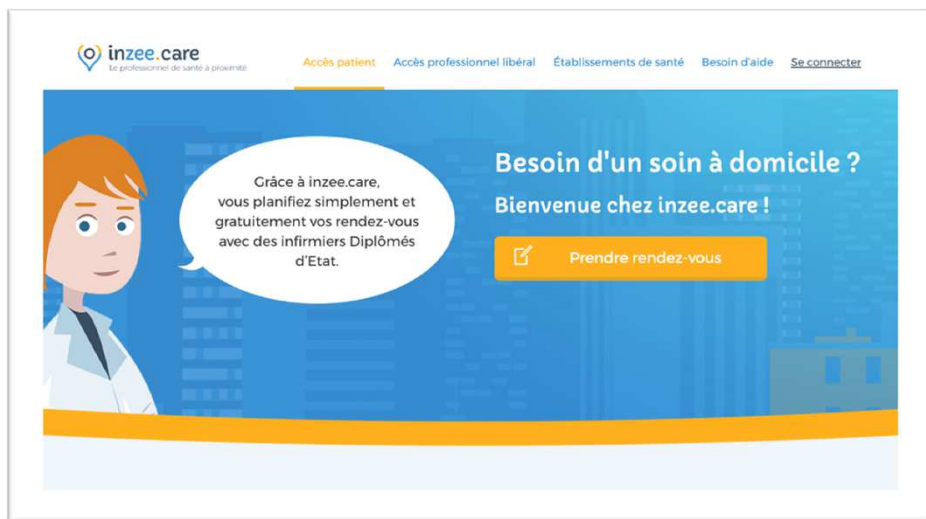 inzee.care
Le professionnel de santé à proximité
Accès patient Accès professionnel libéral Établissements de santé Besoin d'aide Se connecter
Grâce à inzee.care,
vous planifiez simplement et
gratuitement vos rendez-vous
avec des infirmiers Diplômés
d'Etat.
Besoin d'un soin à domicile ?
Bienvenue chez inzee.care !
Prendre rendez-vous